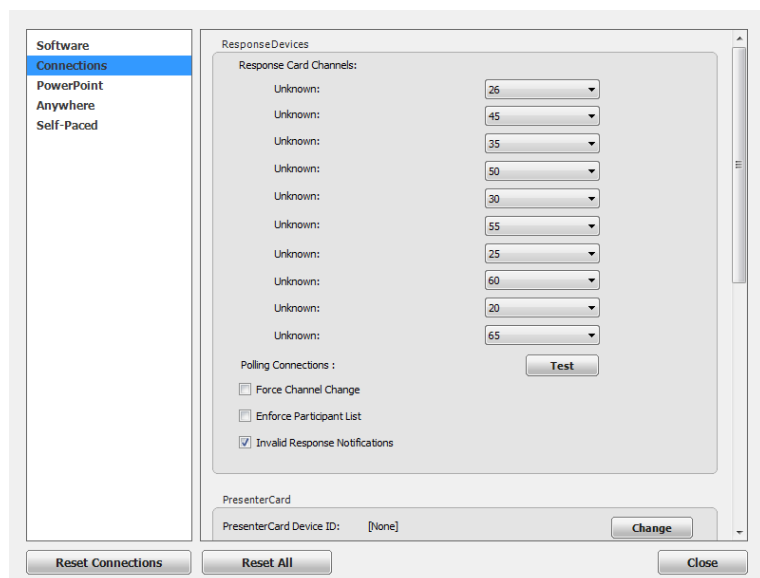 Software
Connections
PowerPoint
Anywhere
Self-Paced
ResponseDevices
Response Card Channels:
Unknown: 26
Unknown: 45
Unknown: 35
Unknown: 50
Unknown: 30
Unknown: 55
Unknown: 25
Unknown: 60
Unknown: 20
Unknown: 65
Polling Connections : Test
Force Channel Change
Enforce Participant List
Invalid Response Notifications
PresenterCard
PresenterCard Device ID: [None] Change
Reset Connections Reset All Close